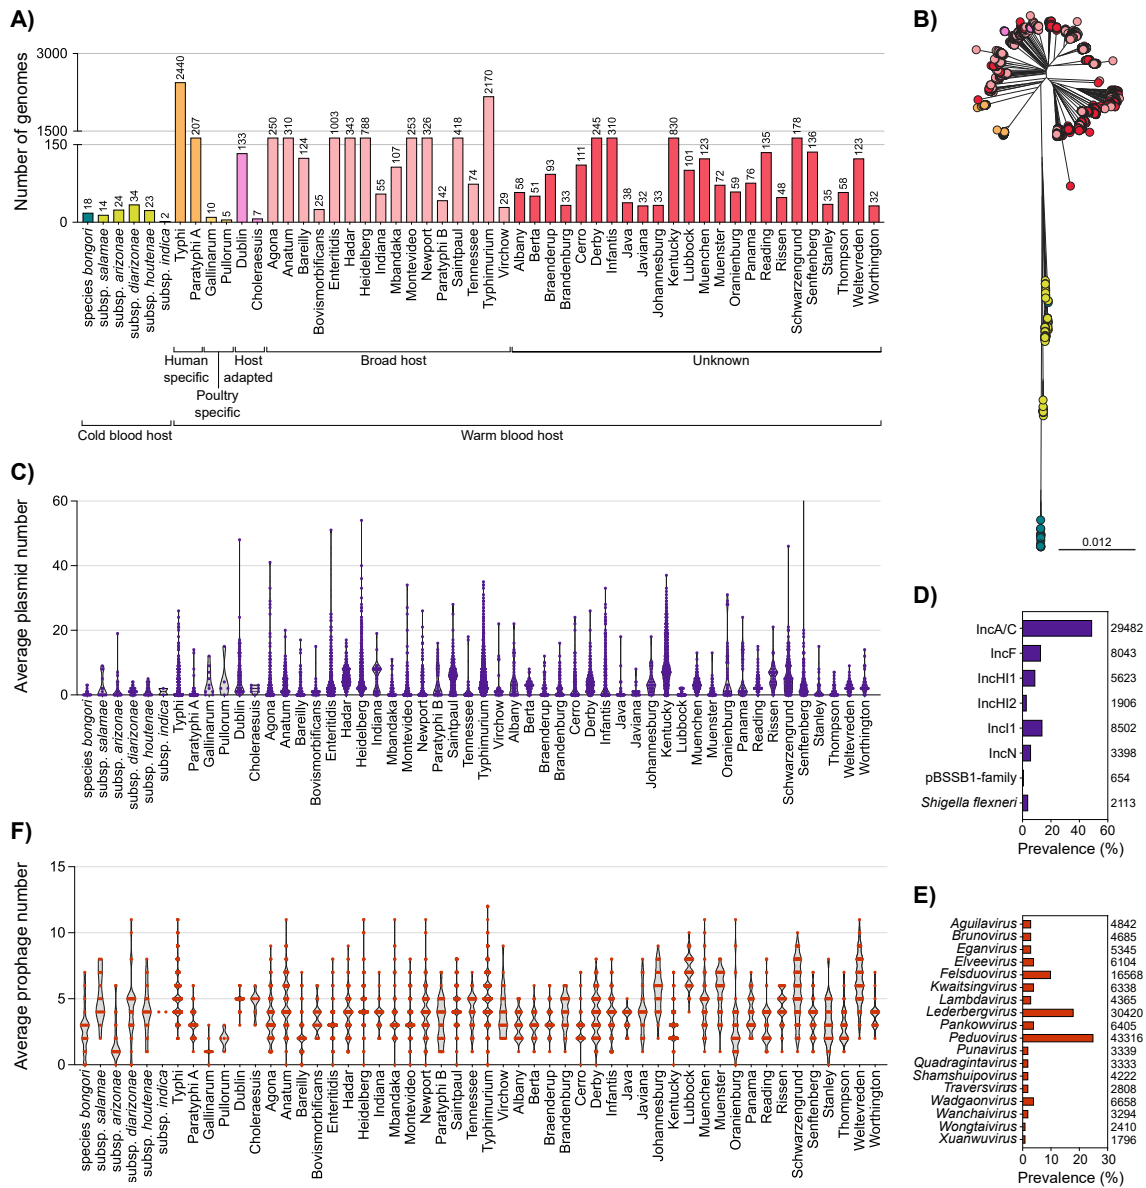 A)
Number of genomes
3000
1500
150
0
18
14
24
34
23
2
2440
207
10
5
133
7
250
310
124
25
1003
343
788
55
107
253
326
42
418
74
2170
29
58
51
93
33
111
245
310
38
32
33
830
101
123
72
59
76
135
48
178
136
35
58
123
32
species bongori
subsp. salamae
subsp. arizonae
subsp. diarizonae
subsp. houtenae
subsp. indica
Typhi
Paratyphi A
Gallinarum
Pullorum
Dublin
Choleraesuis
Agona
Anatum
Bareilly
Bovismorbificans
Enteritidis
Hadar
Heidelberg
Indiana
Mbandaka
Montevideo
Newport
Paratyphi B
Saintpaul
Tennessee
Typhimurium
Virchow
Albany
Berta
Braenderup
Brandenburg
Cerro
Derby
Infantis
Java
Javiana
Johannesburg
Kentucky
Lubbock
Muenchen
Muenster
Oranienburg
Panama
Reading
Rissen
Schwarzengrund
Senftenberg
Stanley
Thompson
Weltevreden
Worthington
Human
specific
Poultry
specific
Host
adapted
Broad host
Unknown
Cold blood host
Warm blood host
B)
0.012
C)
Average plasmid number
60
40
20
0
species bongori
subsp. salamae
subsp. arizonae
subsp. diarizonae
subsp. houtenae
subsp. indica
Typhi
Paratyphi A
Gallinarum
Pullorum
Dublin
Choleraesuis
Agona
Anatum
Bareilly
Bovismorbificans
Enteritidis
Hadar
Heidelberg
Indiana
Mbandaka
Montevideo
Newport
Paratyphi B
Saintpaul
Tennessee
Typhimurium
Virchow
Albany
Berta
Braenderup
Brandenburg
Cerro
Derby
Infantis
Java
Javiana
Johannesburg
Kentucky
Lubbock
Muenchen
Muenster
Oranienburg
Panama
Reading
Rissen
Schwarzengrund
Senftenberg
Stanley
Thompson
Weltevreden
Worthington
D)
IncA/C 29482
IncF 8043
IncHI1 5623
IncHI2 1906
IncI1 8502
IncN 3398
pBSSB1-family 654
Shigella flexneri 2113
0 20 40 60
Prevalence (%)
F)
Average prophage number
15
10
5
0
species bongori
subsp. salamae
subsp. arizonae
subsp. diarizonae
subsp. houtenae
subsp. indica
Typhi
Paratyphi A
Gallinarum
Pullorum
Dublin
Choleraesuis
Agona
Anatum
Bareilly
Bovismorbificans
Enteritidis
Hadar
Heidelberg
Indiana
Mbandaka
Montevideo
Newport
Paratyphi B
Saintpaul
Tennessee
Typhimurium
Virchow
Albany
Berta
Braenderup
Brandenburg
Cerro
Derby
Infantis
Java
Javiana
Johannesburg
Kentucky
Lubbock
Muenchen
Muenster
Oranienburg
Panama
Reading
Rissen
Schwarzengrund
Senftenberg
Stanley
Thompson
Weltevreden
Worthington
E)
Aguilavirus 4842
Brunovirus 4685
Eganvirus 5345
Elveevirus 6104
Felsduovirus 16568
Kwaitsingvirus 6338
Lambdavirus 4365
Lederbergvirus 30420
Pankowvirus 6405
Peduovirus 43316
Punavirus 3339
Quadragintavirus 3333
Shamshuipovirus 4222
Traversvirus 2808
Wadgaonvirus 6658
Wanchaivirus 3294
Wongtaivirus 2410
Xuanwuvirus 1796
0 10 20 30
Prevalence (%)